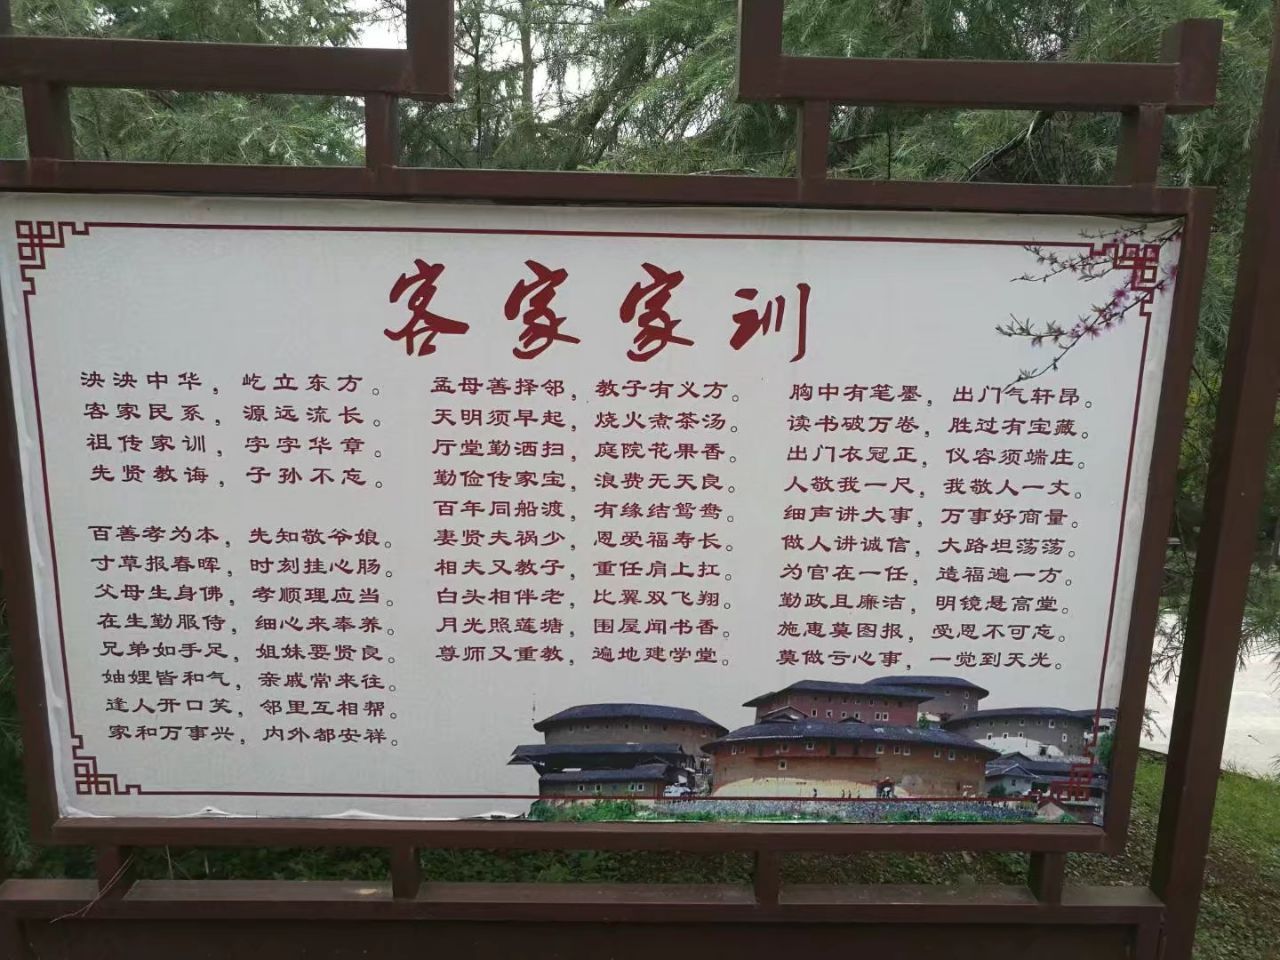 客家家训
泱泱中华，屹立东方。
客家民系，源远流长。
祖传家训，字字华章。
先贤教诲，子孙不忘。
百善孝为本，先知敬爷娘。
寸草报春晖，时刻挂心肠。
父母生身佛，孝顺理应当。
在生勤服侍，细心来奉养。
兄弟如手足，姐妹要贤良。
妯娌皆和气，亲戚常来往。
逢人开口笑，邻里互相帮。
家和万事兴，内外都安祥。
孟母善择邻，教子有义方。
天明须早起，烧火煮茶汤。
厅堂勤洒扫，庭院花果香。
勤俭传家宝，浪费无天良。
百年同船渡，有缘结鸳鸯。
妻贤夫祸少，恩爱福寿长。
相夫又教子，重任肩上扛。
白头相伴老，比翼双飞翔。
月光照莲塘，围屋闻书香。
尊师又重教，遍地建学堂。
胸中有笔墨，出门气轩昂。
读书破万卷，胜过有宝藏。
出门衣冠正，仪容须端庄。
人敬我一尺，我敬人一丈。
细声讲大事，万事好商量。
做人讲诚信，大路坦荡荡。
为官在一任，造福遍一方。
勤政且廉洁，明镜是高堂。
施惠莫图报，受恩不可忘。
莫做亏心事，一觉到天光。